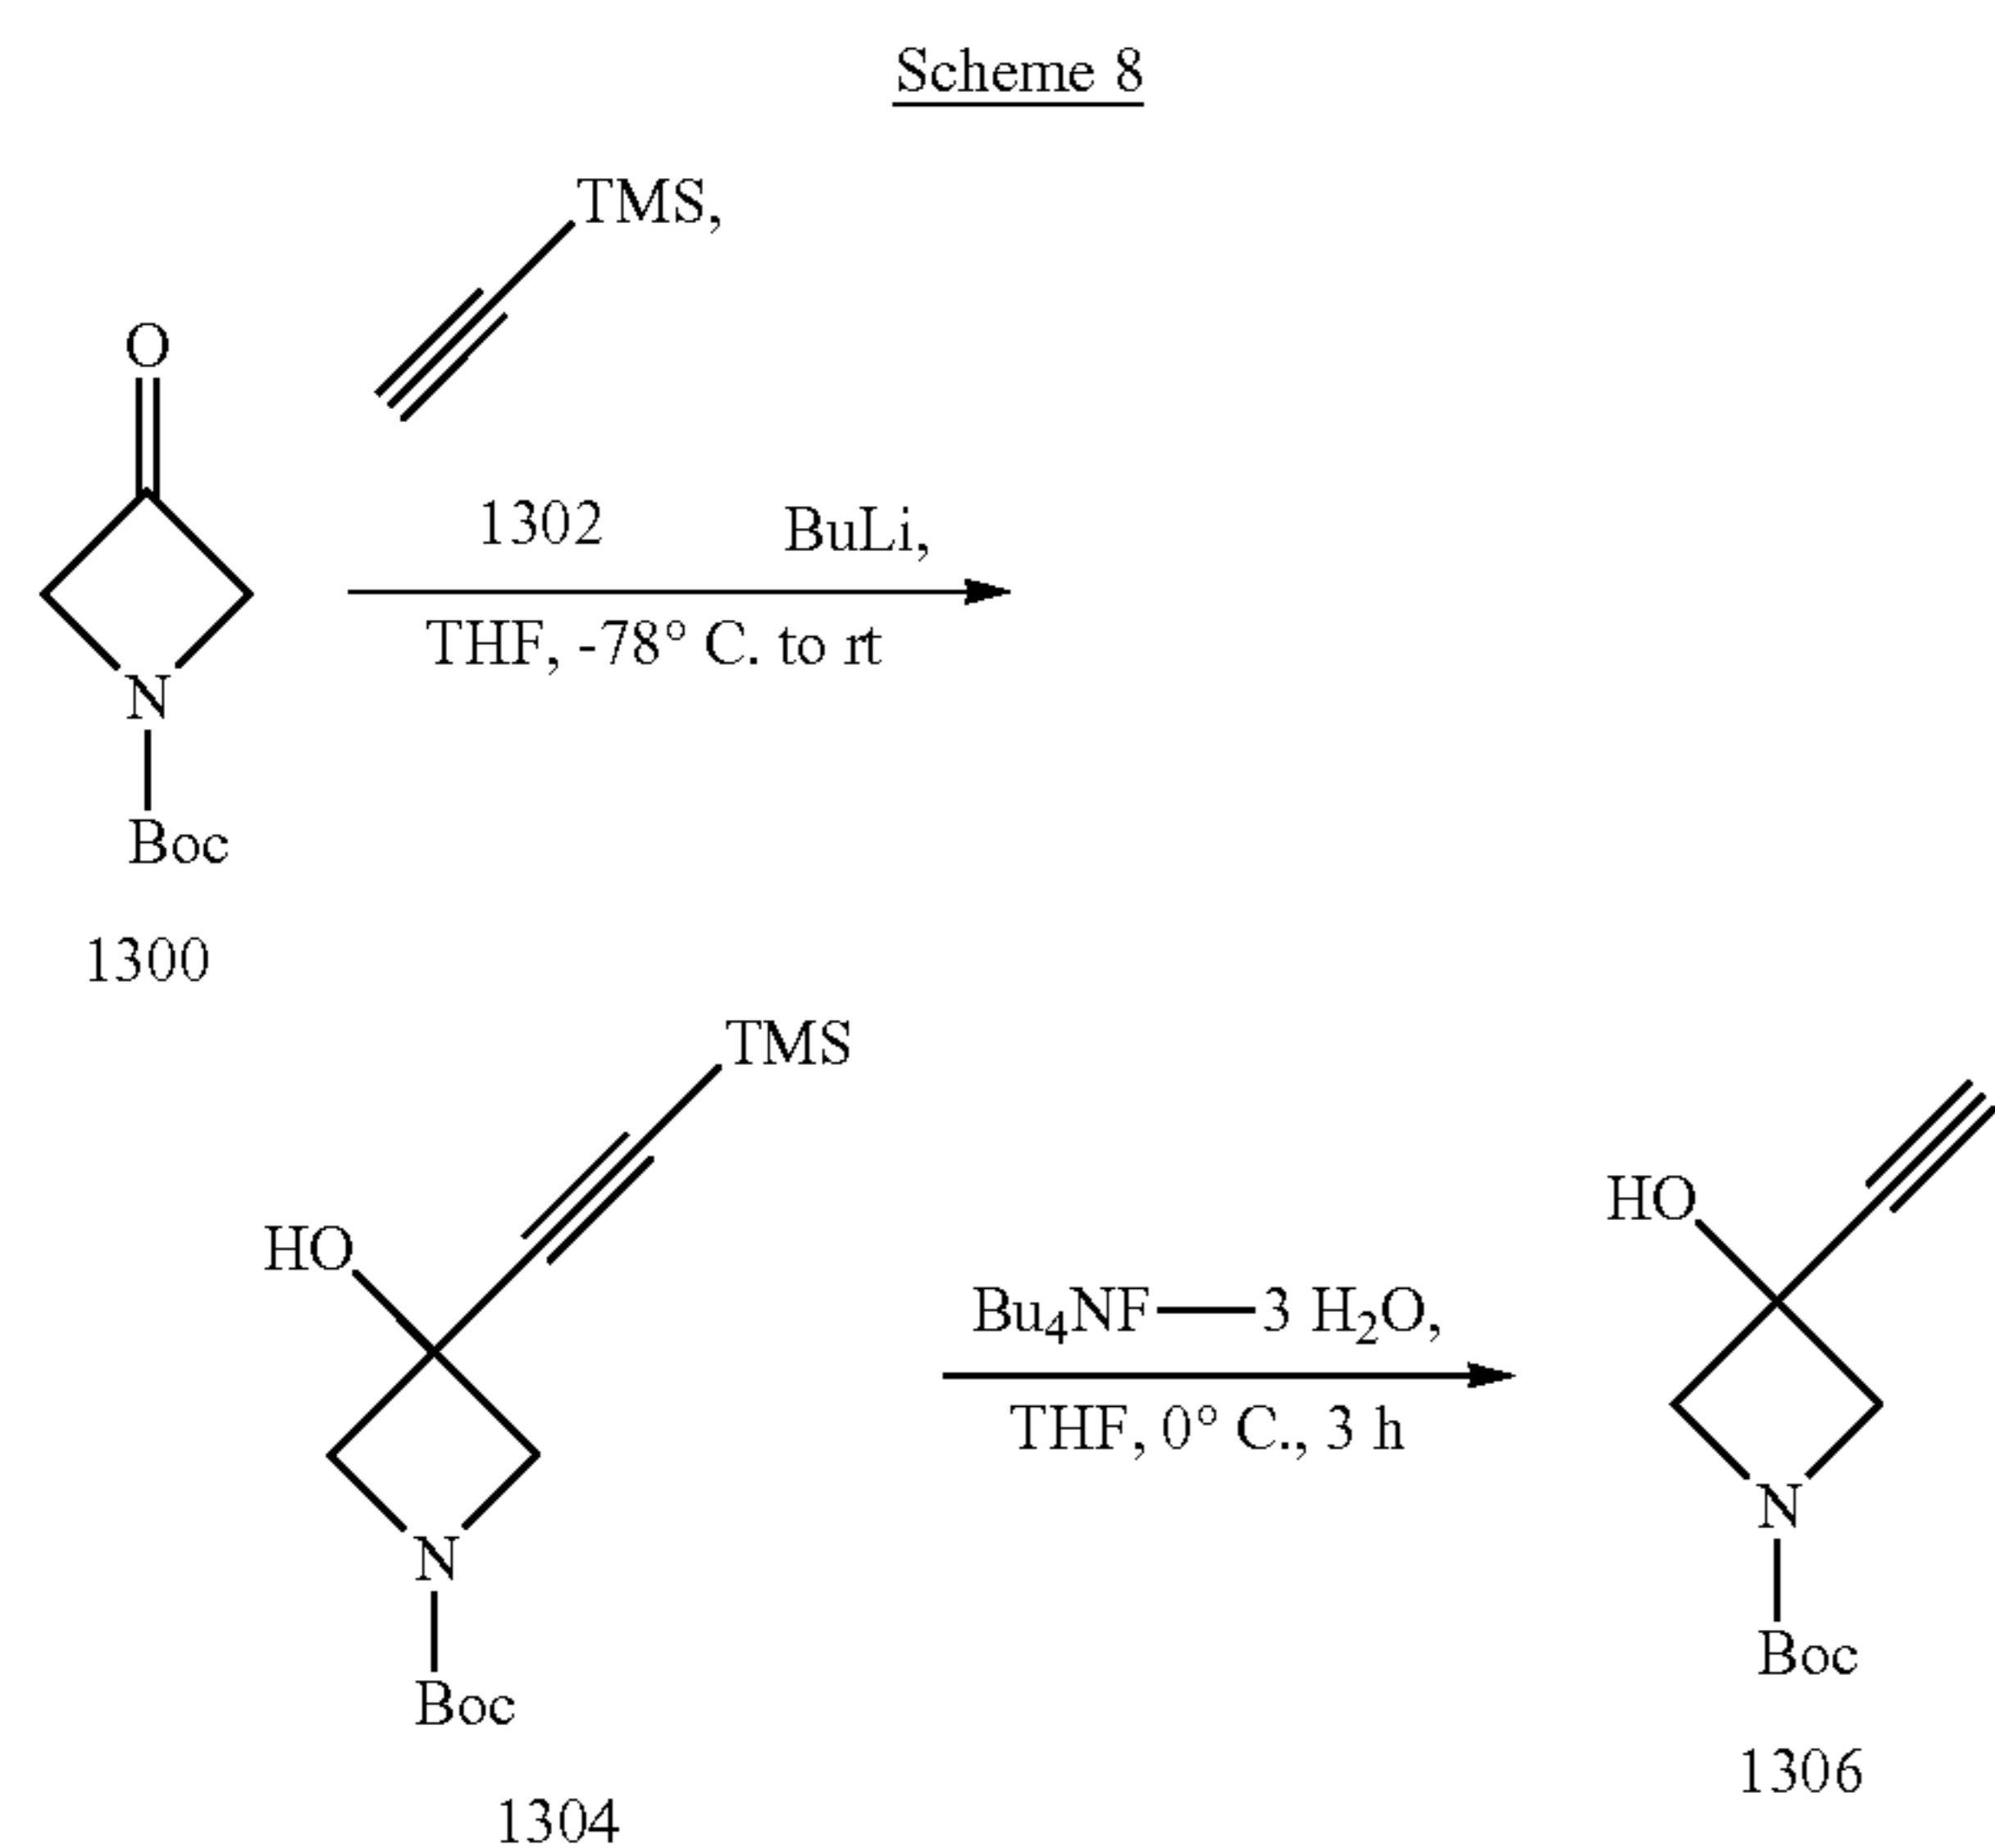 Scheme 8
TMS,
O
1302 BuLi,
THF, -78° C. to rt
N
Boc
1300
TMS
HO
HO
Bu₄NF—3 H₂O,
THF, 0° C., 3 h
N
N
Boc
Boc
1306
1304